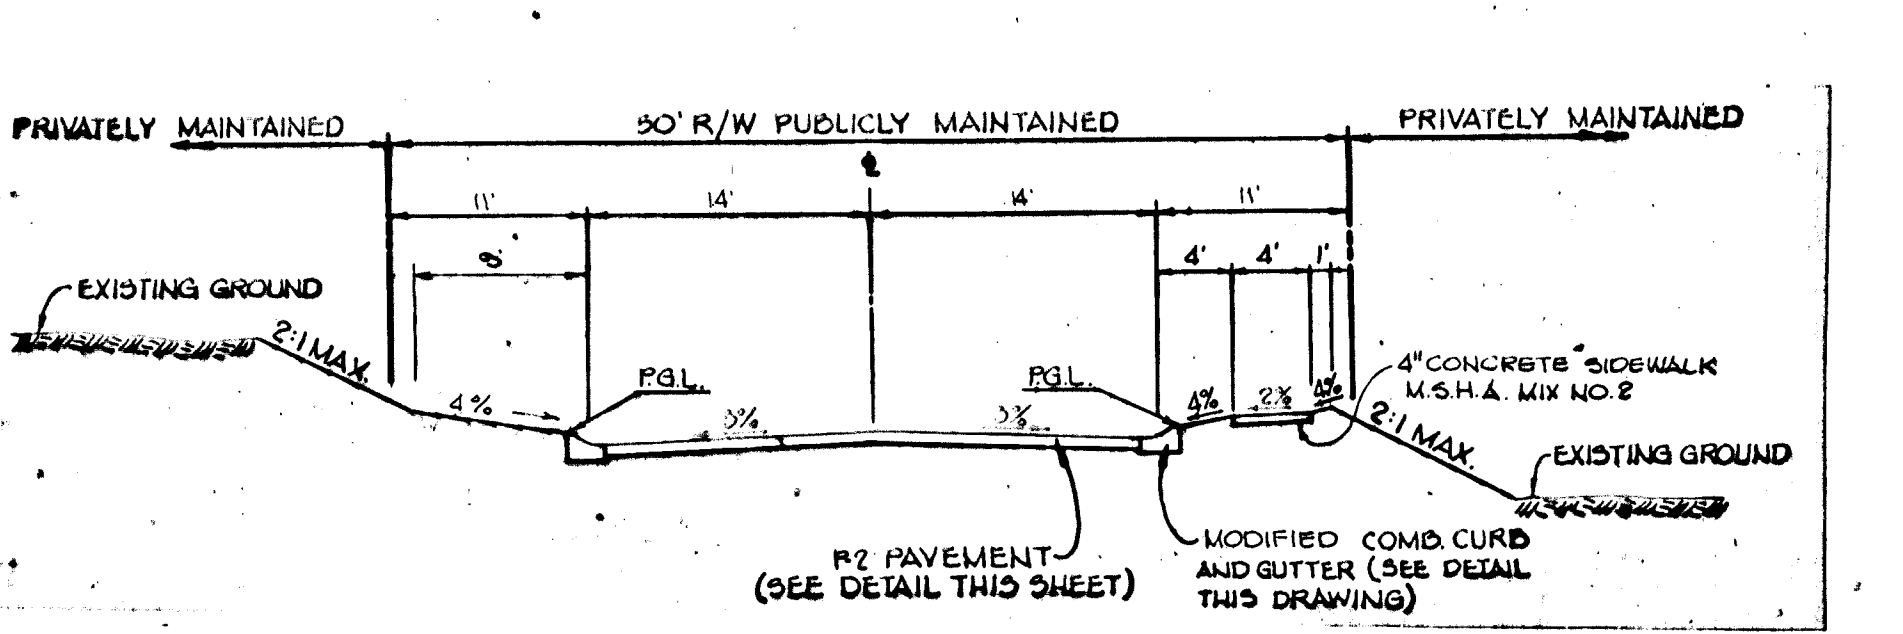 PRIVATELY MAINTAINED
50' R/W PUBLICLY MAINTAINED
PRIVATELY MAINTAINED
℄
11'
14'
14'
11'
4'
4'
1'
EXISTING GROUND
2:1 MAX.
P.G.L.
P.G.L.
4%
3%
3%
4%
2%
4%
4" CONCRETE SIDEWALK
M.S.H.A. MIX NO. 2
2:1 MAX.
EXISTING GROUND
PAVEMENT
(SEE DETAIL THIS SHEET)
MODIFIED COMB. CURB
AND GUTTER (SEE DETAIL
THIS DRAWING)